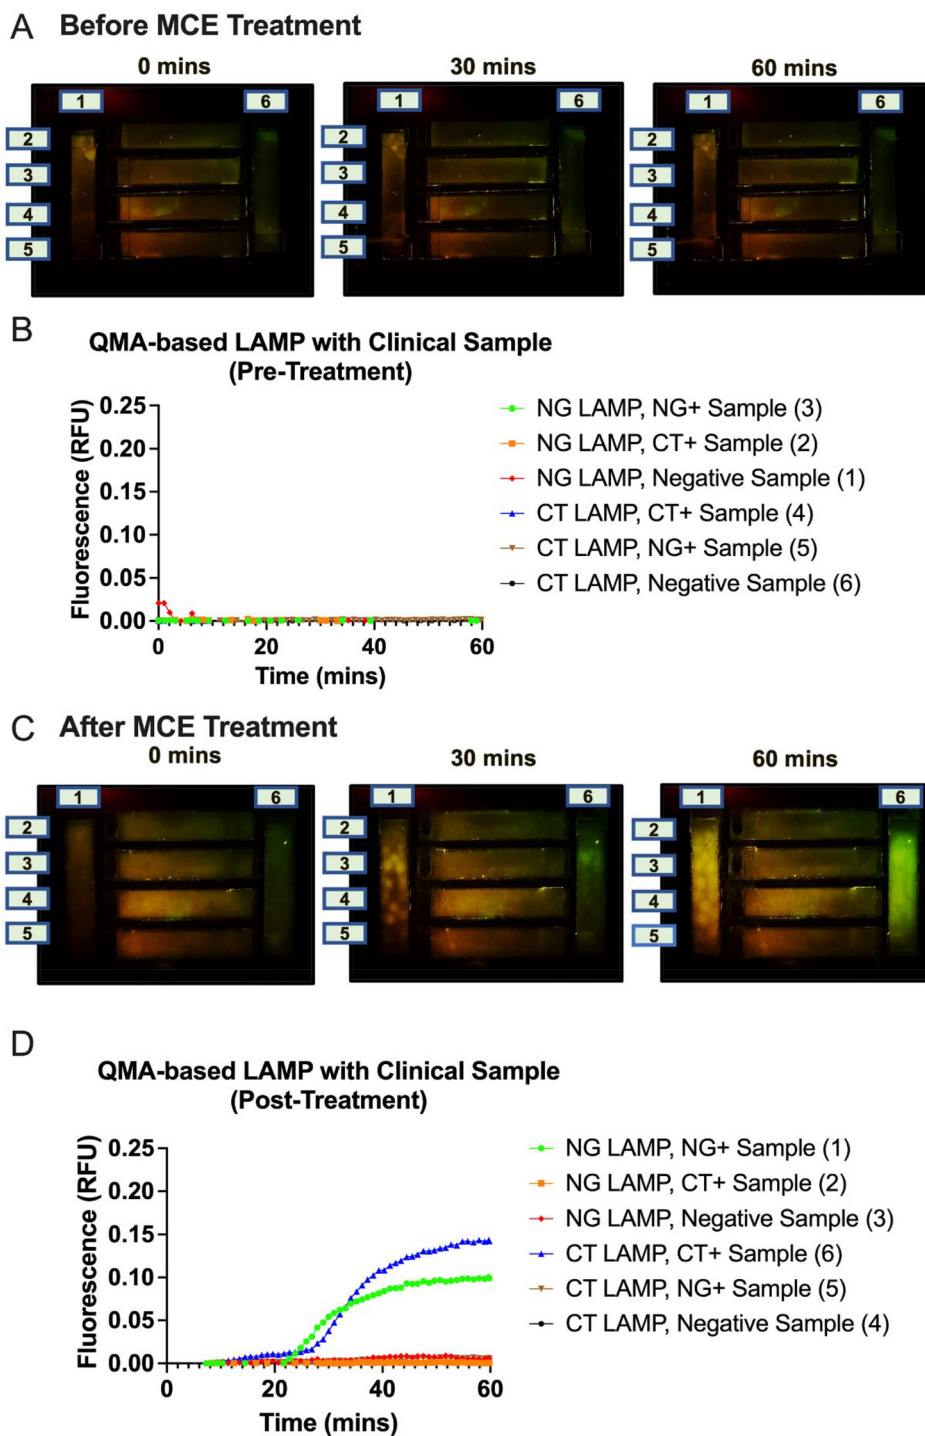 A Before MCE Treatment
0 mins 30 mins 60 mins
1 6 1 6 1 6
2 2 2
3 3 3
4 4 4
5 5 5
B
QMA-based LAMP with Clinical Sample
(Pre-Treatment)
Fluorescence (RFU)
0.25
0.20
0.15
0.10
0.05
0.00
0 20 40 60
Time (mins)
NG LAMP, NG+ Sample (3)
NG LAMP, CT+ Sample (2)
NG LAMP, Negative Sample (1)
CT LAMP, CT+ Sample (4)
CT LAMP, NG+ Sample (5)
CT LAMP, Negative Sample (6)
C After MCE Treatment
0 mins 30 mins 60 mins
1 6 1 6 1 6
2 2 2
3 3 3
4 4 4
5 5 5
D
QMA-based LAMP with Clinical Sample
(Post-Treatment)
Fluorescence (RFU)
0.25
0.20
0.15
0.10
0.05
0.00
0 20 40 60
Time (mins)
NG LAMP, NG+ Sample (1)
NG LAMP, CT+ Sample (2)
NG LAMP, Negative Sample (3)
CT LAMP, CT+ Sample (6)
CT LAMP, NG+ Sample (5)
CT LAMP, Negative Sample (4)